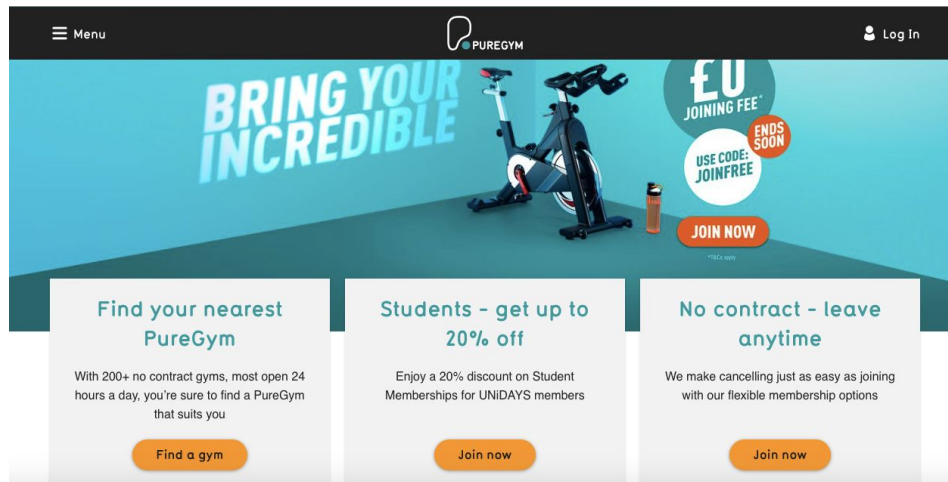 Menu
PUREGYM
Log In
BRING YOUR
INCREDIBLE
£0
JOINING FEE*
ENDS
SOON
USE CODE:
JOINFREE
JOIN NOW
*T&Cs apply
Find your nearest
PureGym
With 200+ no contract gyms, most open 24
hours a day, you're sure to find a PureGym
that suits you
Find a gym
Students - get up to
20% off
Enjoy a 20% discount on Student
Memberships for UNiDAYS members
Join now
No contract - leave
anytime
We make cancelling just as easy as joining
with our flexible membership options
Join now